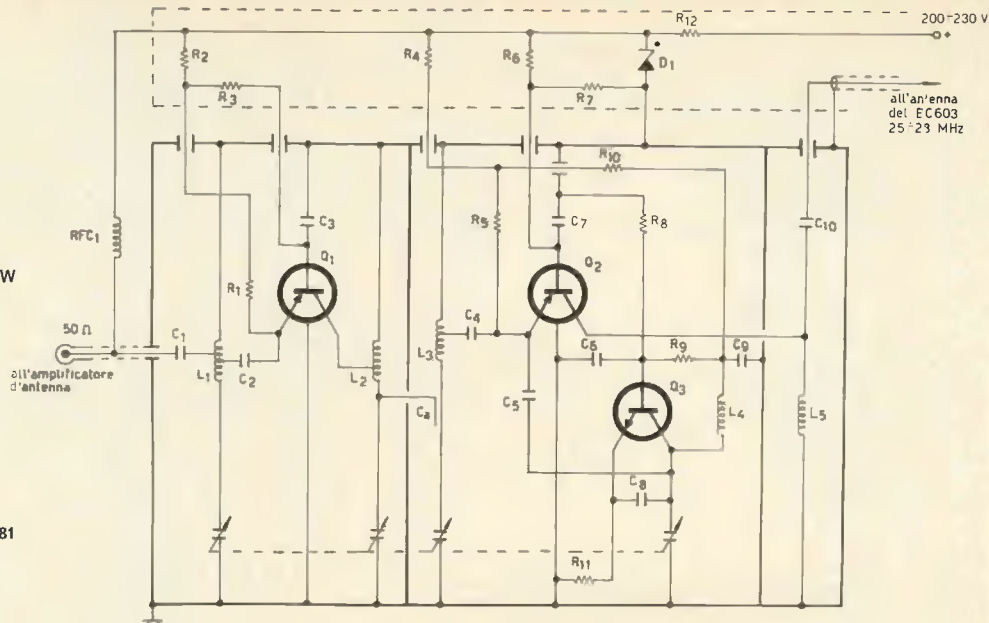 200÷230 V
+
R12
R2
R4
R6
D1
R3
R7
all'an'enna
del EC603
25÷23 MHz
R10
RFC1
C3
R5
C7
R8
C10
W
Q1
Q2
R1
50 Ω
C1
C4
L3
C6
R9
C9
all'amplificatore
d'antenna
L1
C2
L2
Q3
Ca
C5
L4
L5
C8
81
R11